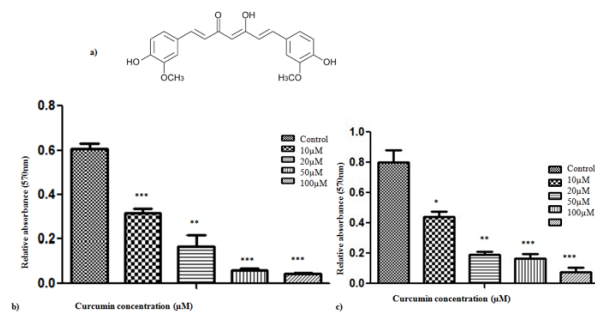 a)
O
OH
HO
OH
OCH₃
H₃CO
Relative absorbance (570nm)
0.8
0.6
0.4
0.2
0.0
***
**
***
***
Control
10µM
20µM
50µM
100µM
b)
Curcumin concentration (µM)
Relative absorbance (570nm)
1.0
0.8
0.6
0.4
0.2
0.0
*
**
***
***
Control
10µM
20µM
50µM
100µM
c)
Curcumin concentration (µM)